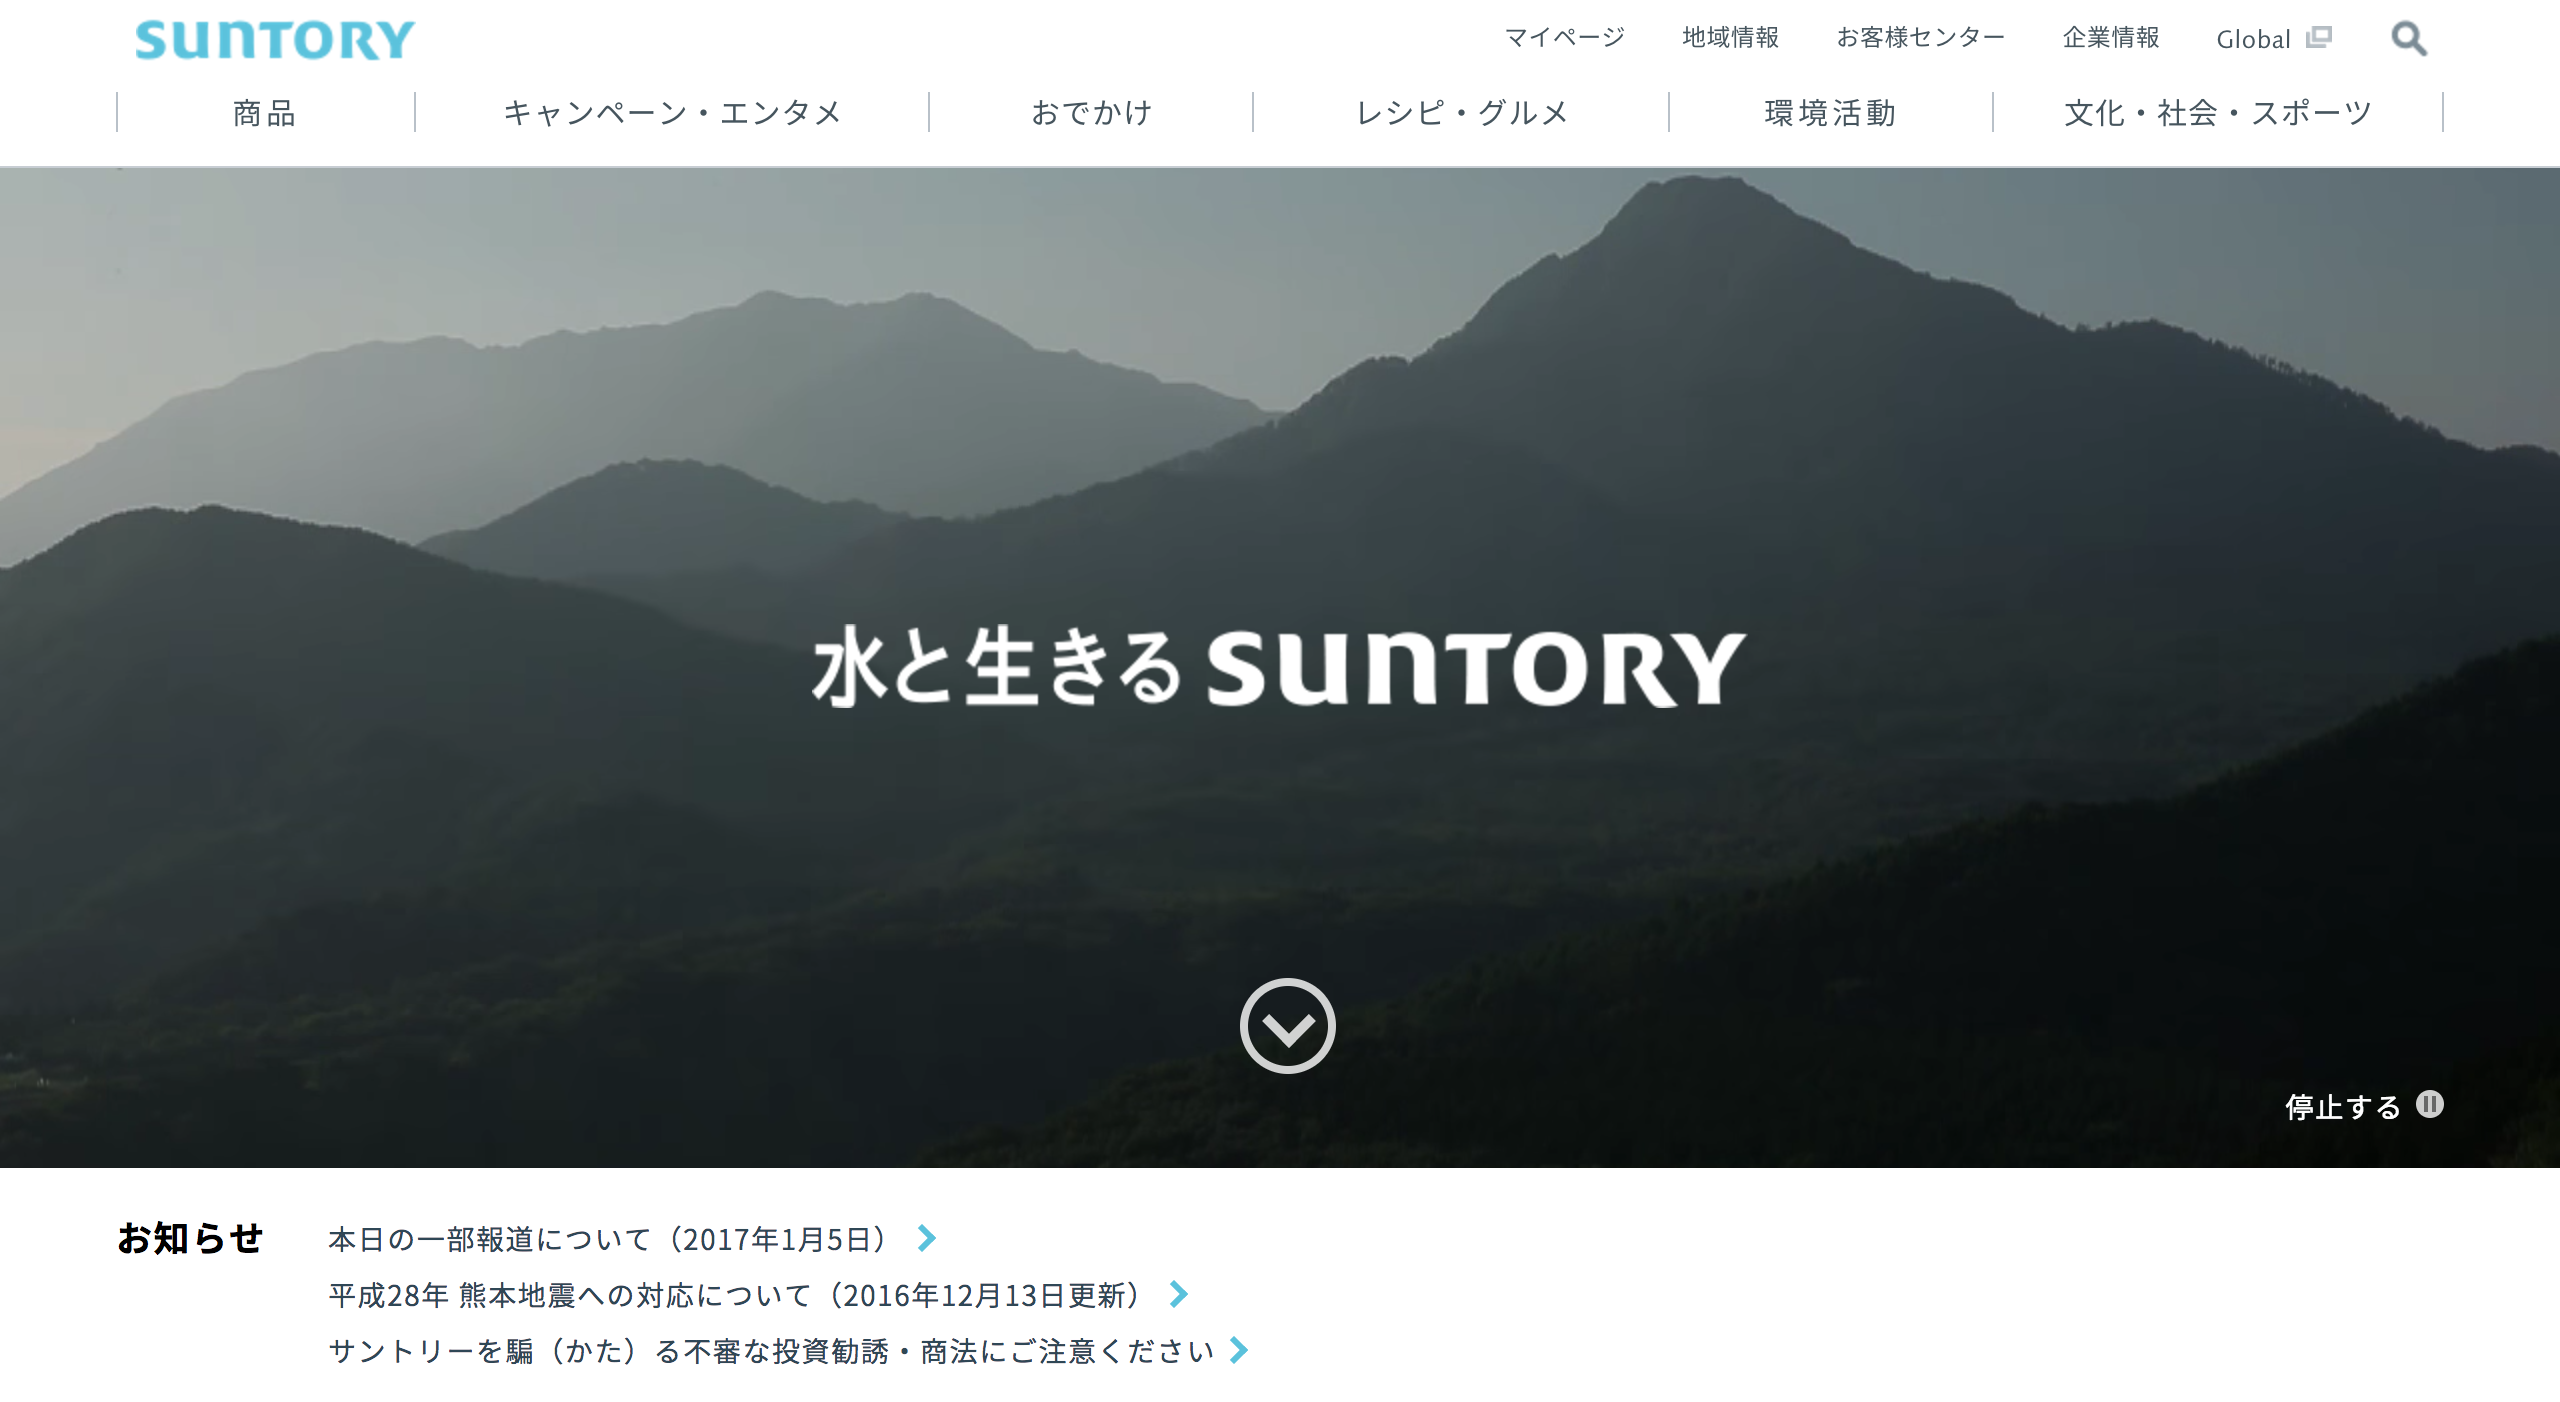 SUNTORY
マイページ 地域情報 お客様センター 企業情報 Global
商品 キャンペーン・エンタメ おでかけ レシピ・グルメ 環境活動 文化・社会・スポーツ
水と生きる SUNTORY
停止する
お知らせ
本日の一部報道について（2017年1月5日）
平成28年 熊本地震への対応について（2016年12月13日更新）
サントリーを騙（かた）る不審な投資勧誘・商法にご注意ください